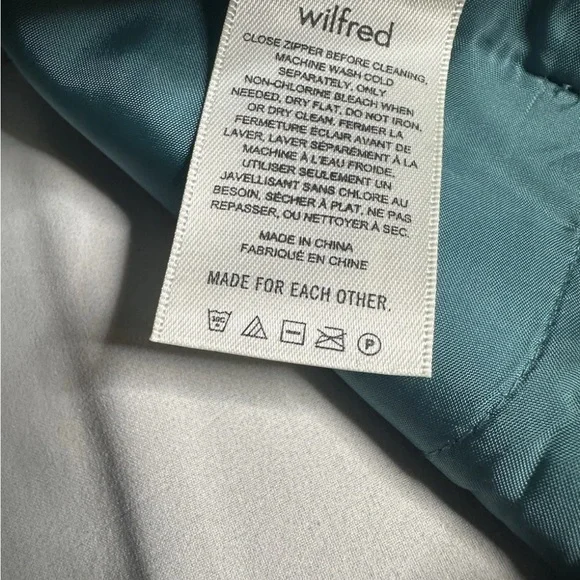 wilfred
CLOSE ZIPPER BEFORE CLEANING,
MACHINE WASH COLD
SEPARATELY, ONLY
NON-CHLORINE BLEACH WHEN
NEEDED, DRY FLAT, DO NOT IRON,
OR DRY CLEAN. FERMER LA
FERMETURE ÉCLAIR AVANT DE
LAVER, LAVER SÉPARÉMENT À LA
MACHINE À L'EAU FROIDE,
UTILISER SEULEMENT UN
JAVELLISANT SANS CHLORE AU
BESOIN, SÉCHER À PLAT, NE PAS
REPASSER, OU NETTOYER À SEC.
MADE IN CHINA
FABRIQUÉ EN CHINE
MADE FOR EACH OTHER.
P